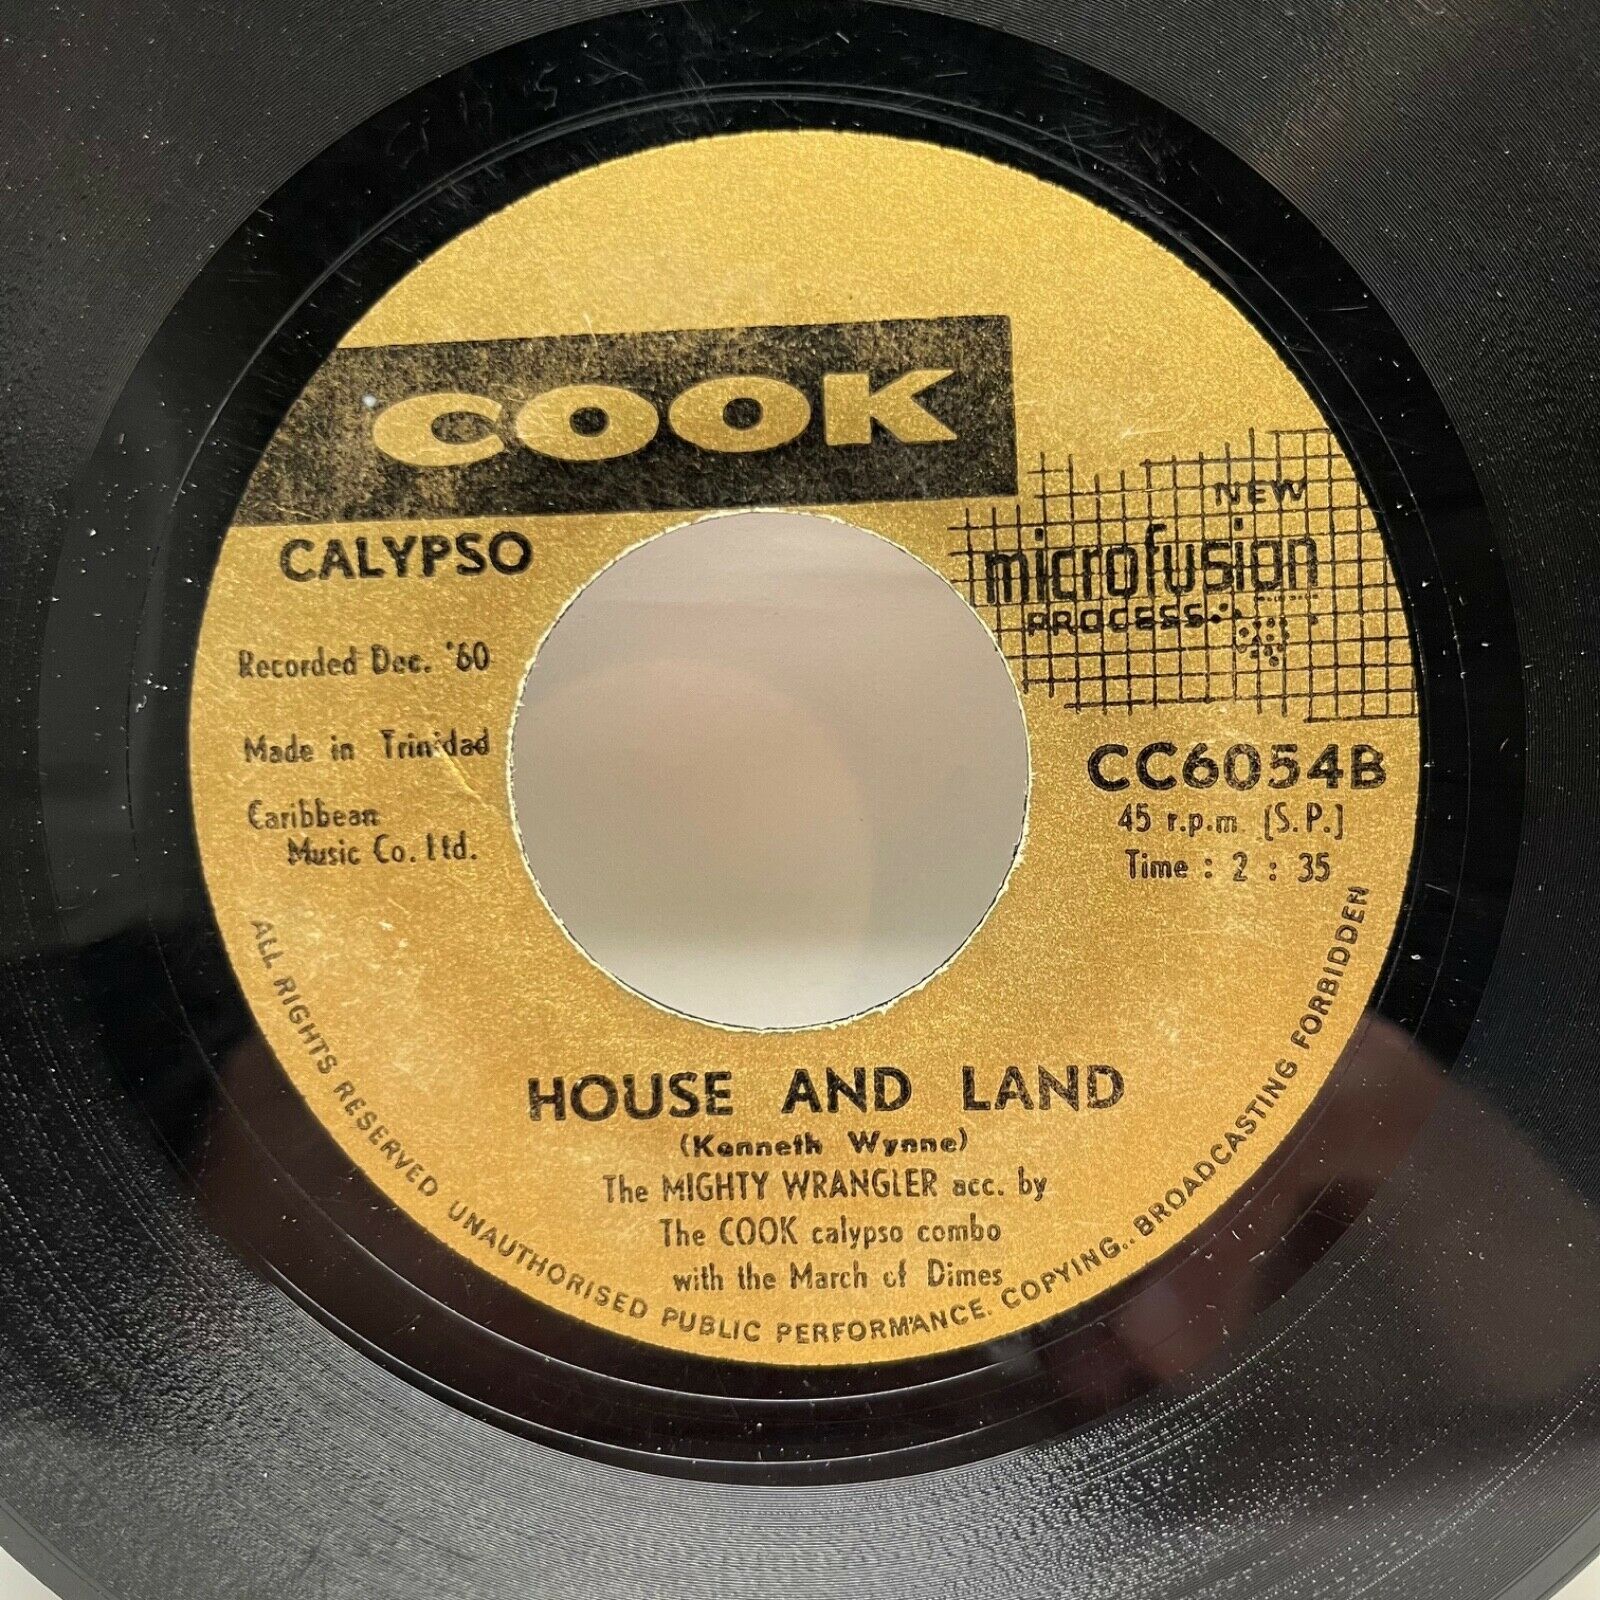 COOK
CALYPSO
NEW
microfusion
PROCESS
Recorded Dec. '60
Made in Trinidad
Caribbean
Music Co. Ltd.
CC6054B
45 r.p.m [S.P.]
Time : 2 : 35
HOUSE AND LAND
(Kenneth Wynne)
The MIGHTY WRANGLER acc. by
The COOK calypso combo
with the March of Dimes
ALL RIGHTS RESERVED UNAUTHORISED PUBLIC PERFORMANCE. COPYING.. BROADCASTING FORBIDDEN